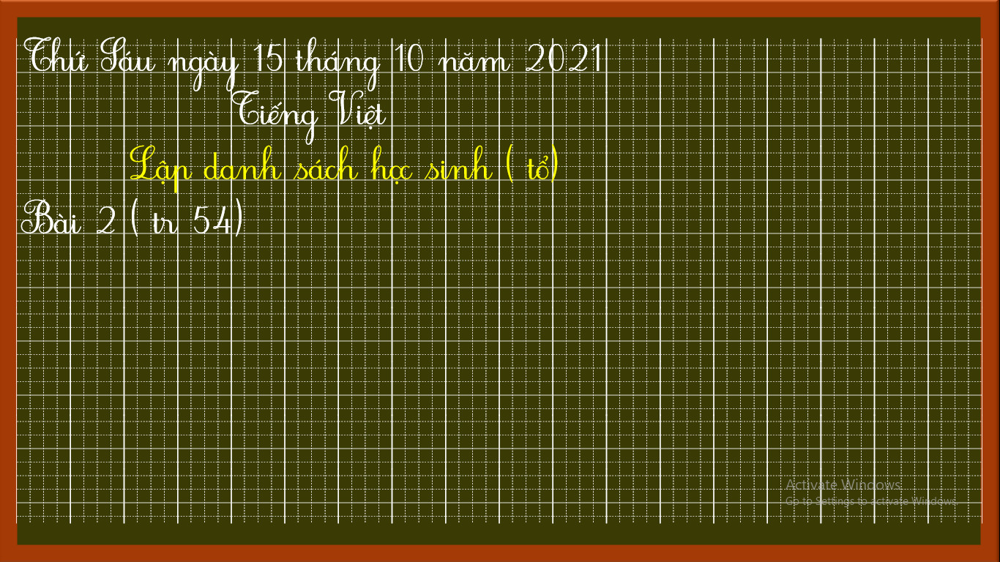 Thứ Sáu ngày 15 tháng 10 năm 2021
Tiếng Việt
Lập danh sách học sinh ( tổ)
Bài 2 ( tr 54)
Activate Windows
Go to Settings to activate Windows.